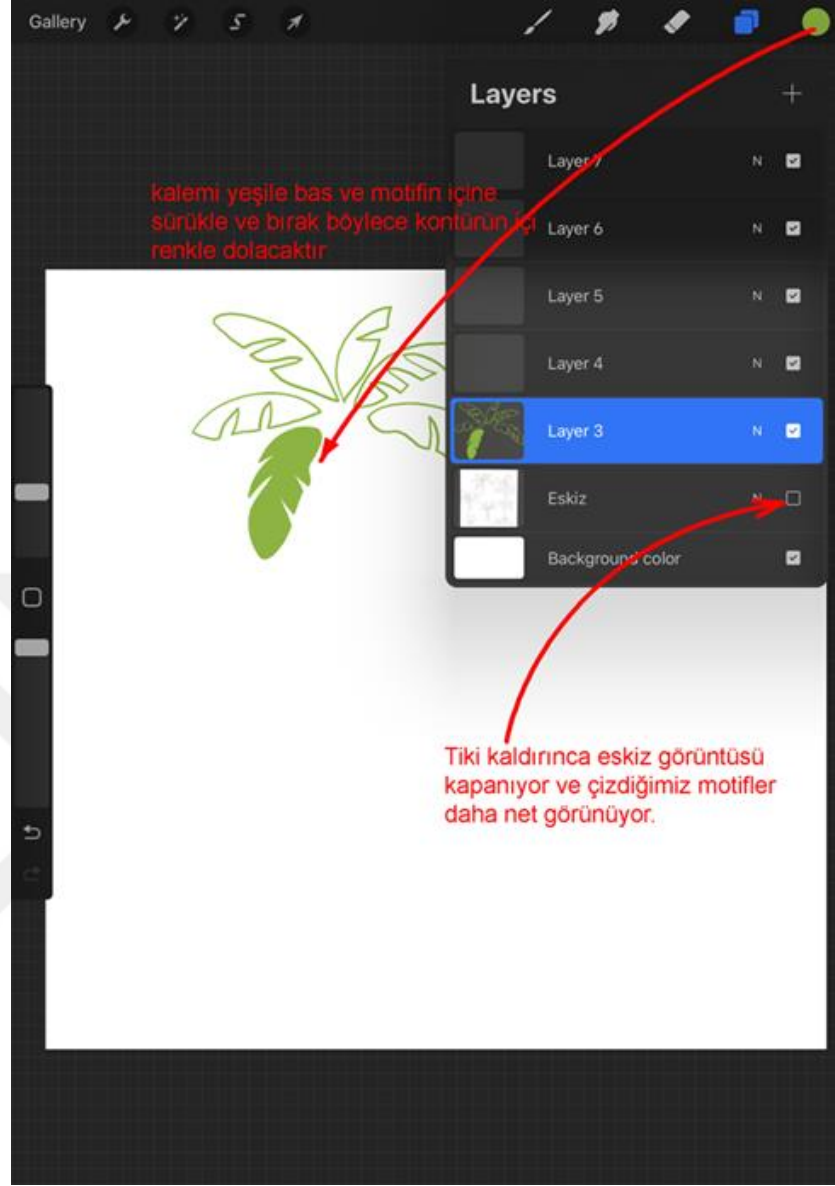 Gallery
Layers
Layer 7 N
kalemi yeşile bas ve motifin içine
sürükle ve bırak böylece kontürün içi
renkle dolacaktır
Layer 6 N
Layer 5 N
Layer 4 N
Layer 3 N
Eskiz N
Background color
Tiki kaldırınca eskiz görüntüsü
kapanıyor ve çizdiğimiz motifler
daha net görünüyor.